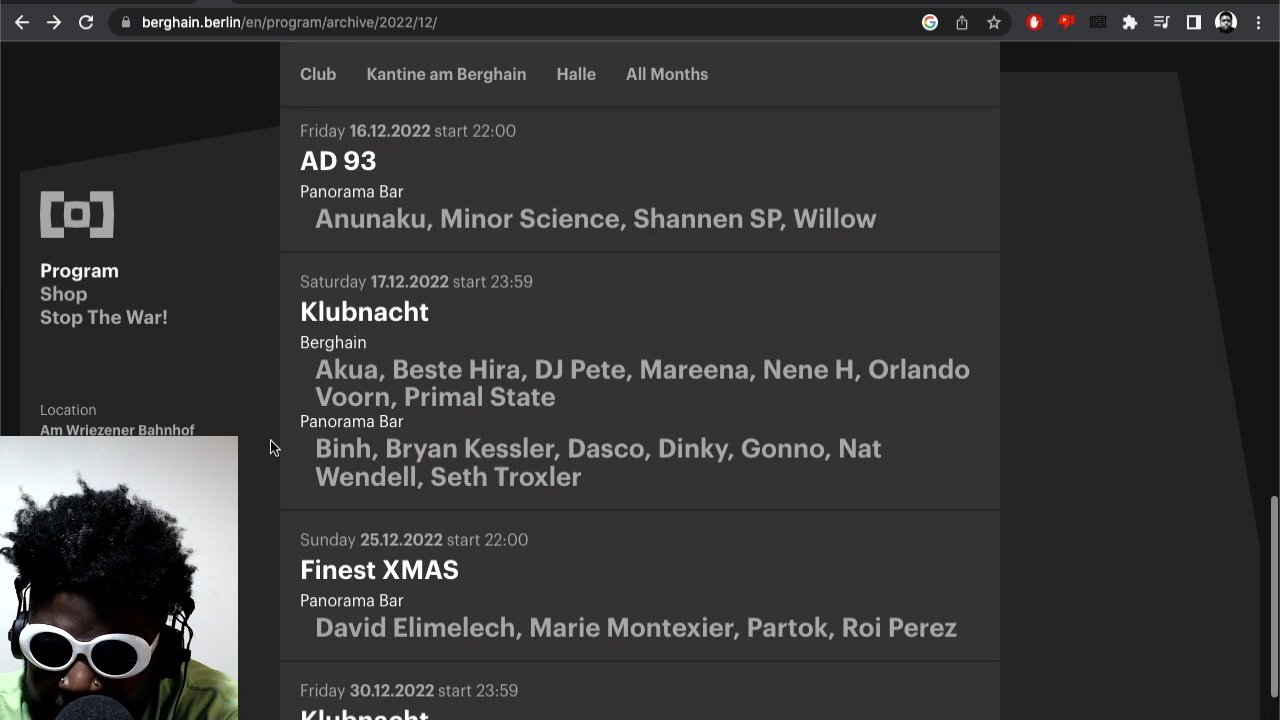 berghain.berlin/en/program/archive/2022/12/
Club Kantine am Berghain Halle All Months
Friday 16.12.2022 start 22:00
AD 93
Panorama Bar
Anunaku, Minor Science, Shannen SP, Willow
Saturday 17.12.2022 start 23:59
Klubnacht
Berghain
Akua, Beste Hira, DJ Pete, Mareena, Nene H, Orlando
Voorn, Primal State
Panorama Bar
Binh, Bryan Kessler, Dasco, Dinky, Gonno, Nat
Wendell, Seth Troxler
Sunday 25.12.2022 start 22:00
Finest XMAS
Panorama Bar
David Elimelech, Marie Montexier, Partok, Roi Perez
Friday 30.12.2022 start 23:59
Klubnacht
Program
Shop
Stop The War!
Location
Am Wriezener Bahnhof